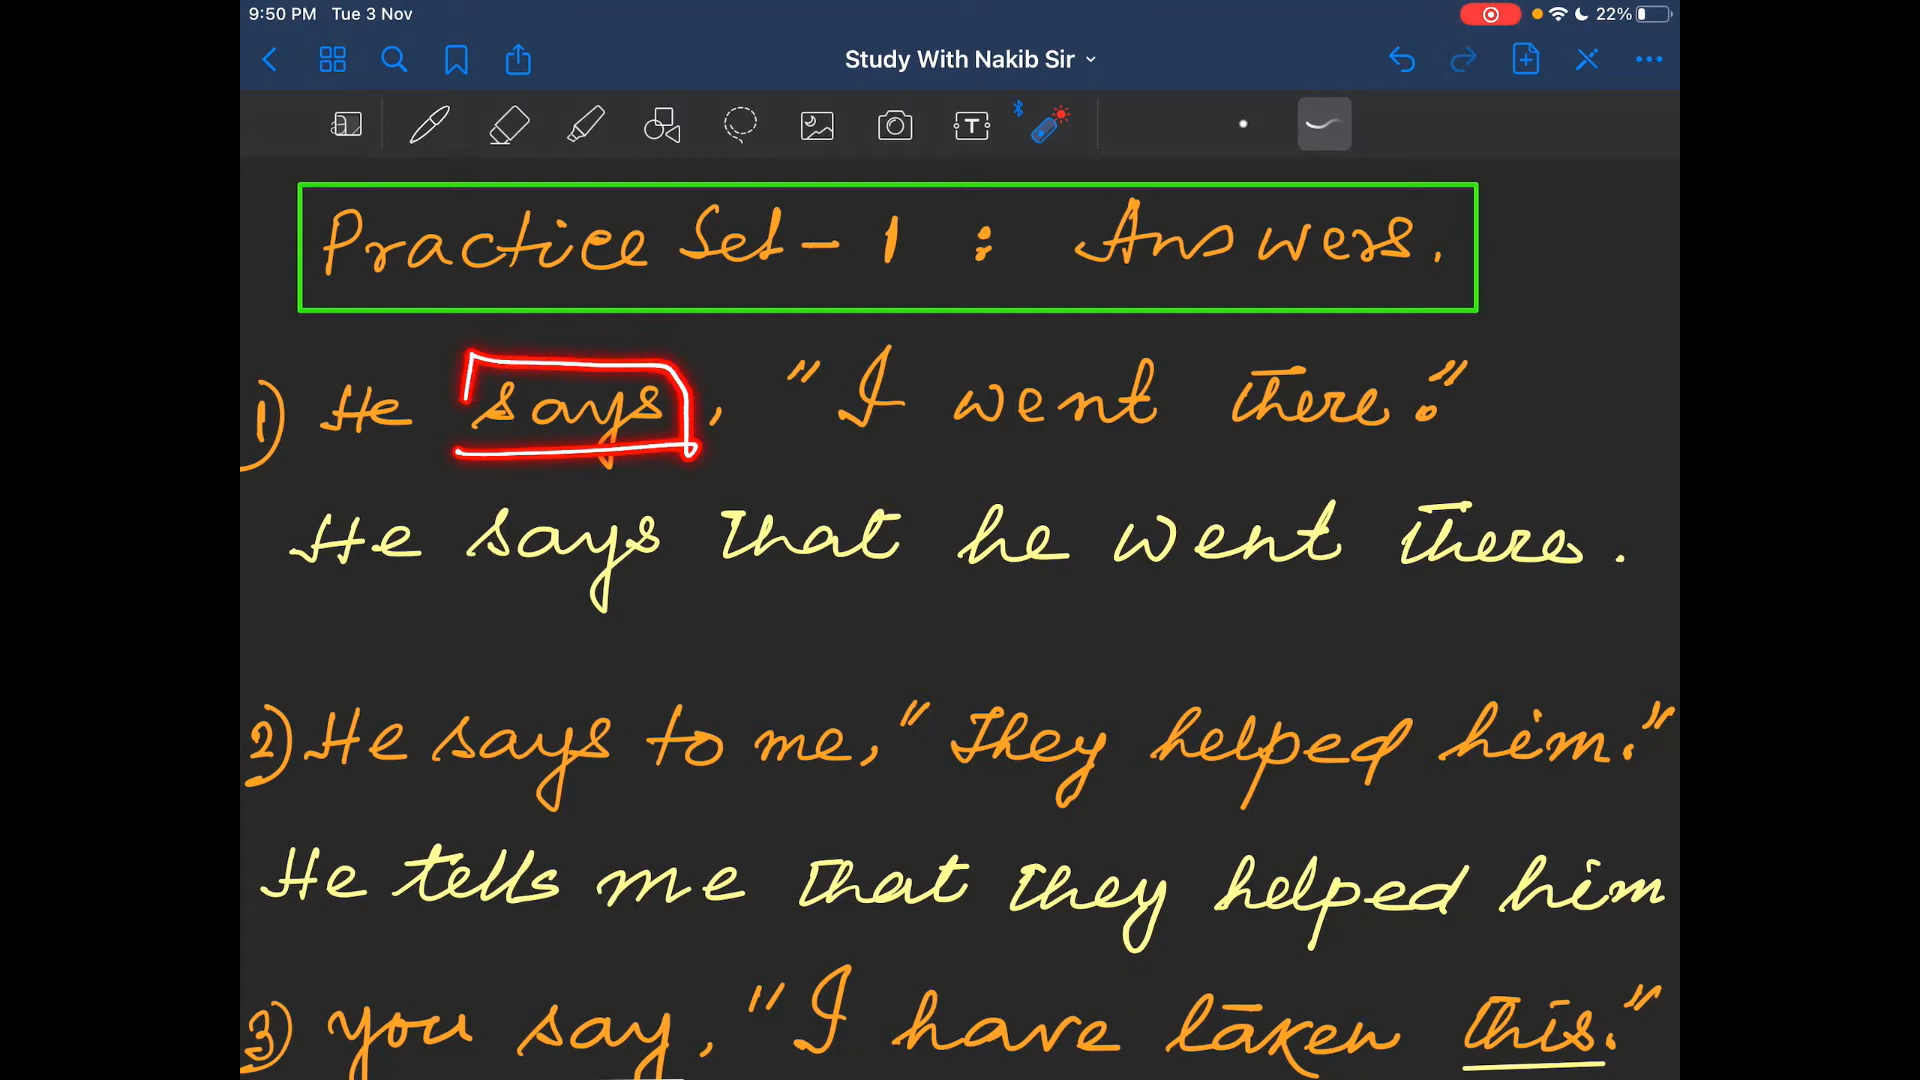 9:50 PM Tue 3 Nov 22%
Study With Nakib Sir
T
Practice Set - 1 : Answers.
1) He says, "I went there."
He says that he went there.
2) He says to me, "They helped him."
He tells me that they helped him
3) you say, "I have taken this."